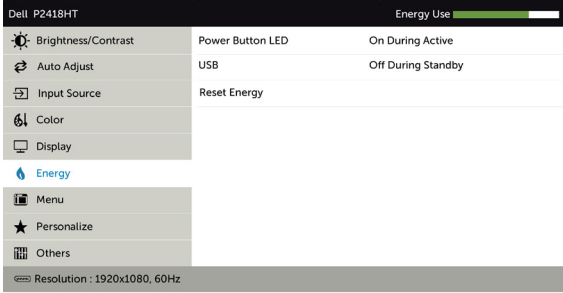 Dell P2418HT Energy Use
Brightness/Contrast Power Button LED On During Active
Auto Adjust USB Off During Standby
Input Source Reset Energy
Color
Display
Energy
Menu
Personalize
Others
Resolution : 1920x1080, 60Hz